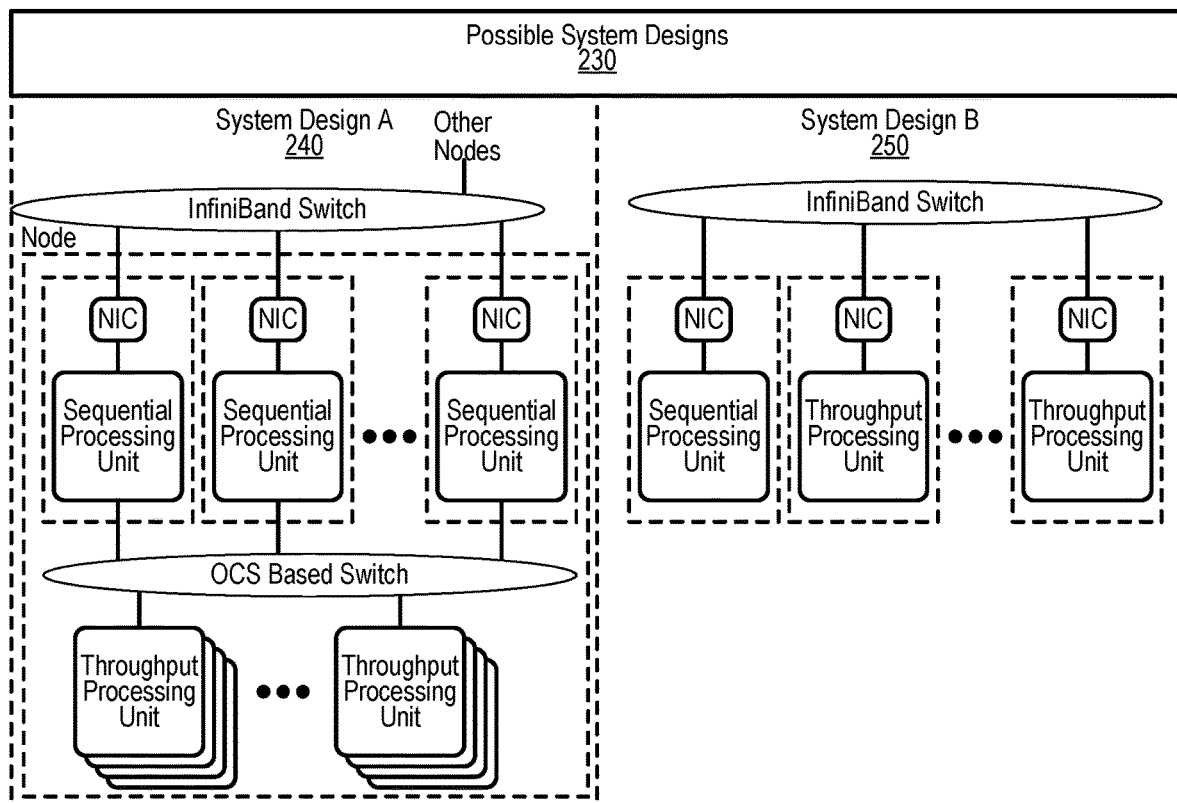 Possible System Designs
230
System Design A
240
Other
Nodes
InfiniBand Switch
Node
NIC
NIC
NIC
Sequential
Processing
Unit
Sequential
Processing
Unit
Sequential
Processing
Unit
OCS Based Switch
Throughput
Processing
Unit
Throughput
Processing
Unit
System Design B
250
InfiniBand Switch
NIC
NIC
NIC
Sequential
Processing
Unit
Throughput
Processing
Unit
Throughput
Processing
Unit